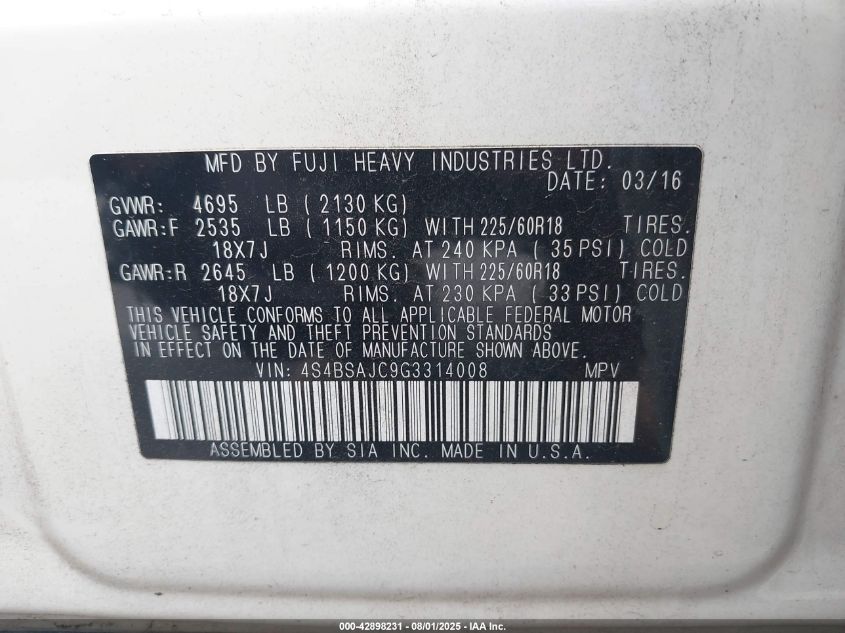 MFD BY FUJI HEAVY INDUSTRIES LTD.
DATE: 03/16
GVWR: 4695 LB ( 2130 KG)
GAWR:F 2535 LB ( 1150 KG) WITH 225/60R18 TIRES.
18X7J RIMS. AT 240 KPA ( 35 PSI) COLD
GAWR:R 2645 LB ( 1200 KG) WITH 225/60R18 TIRES.
18X7J RIMS. AT 230 KPA ( 33 PSI) COLD
THIS VEHICLE CONFORMS TO ALL APPLICABLE FEDERAL MOTOR
VEHICLE SAFETY AND THEFT PREVENTION STANDARDS
IN EFFECT ON THE DATE OF MANUFACTURE SHOWN ABOVE.
VIN: 4S4BSAJC9G3314008 MPV
ASSEMBLED BY SIA INC. MADE IN U.S.A.
000-42898231 - 08/01/2025 - IAA Inc.